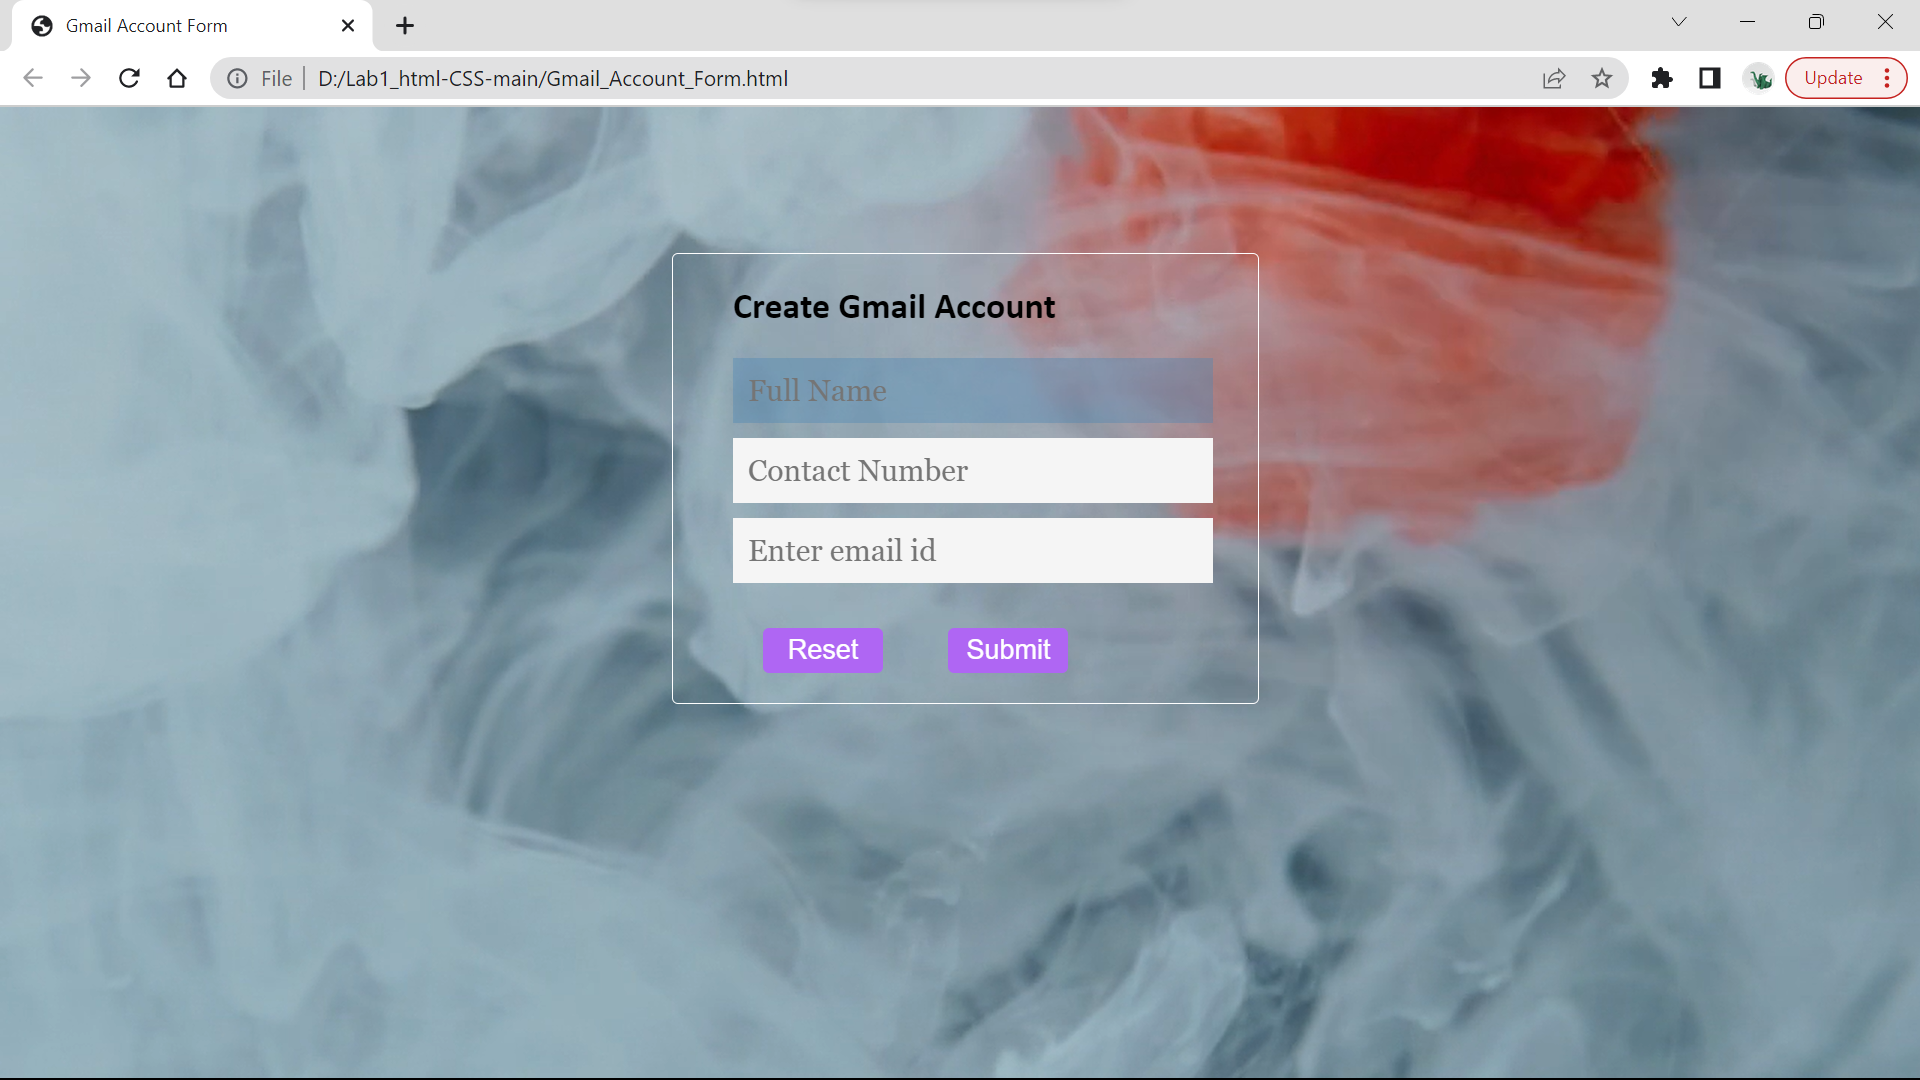 Gmail Account Form
File D:/Lab1_html-CSS-main/Gmail_Account_Form.html
Update
Create Gmail Account
Full Name
Contact Number
Enter email id
Reset Submit